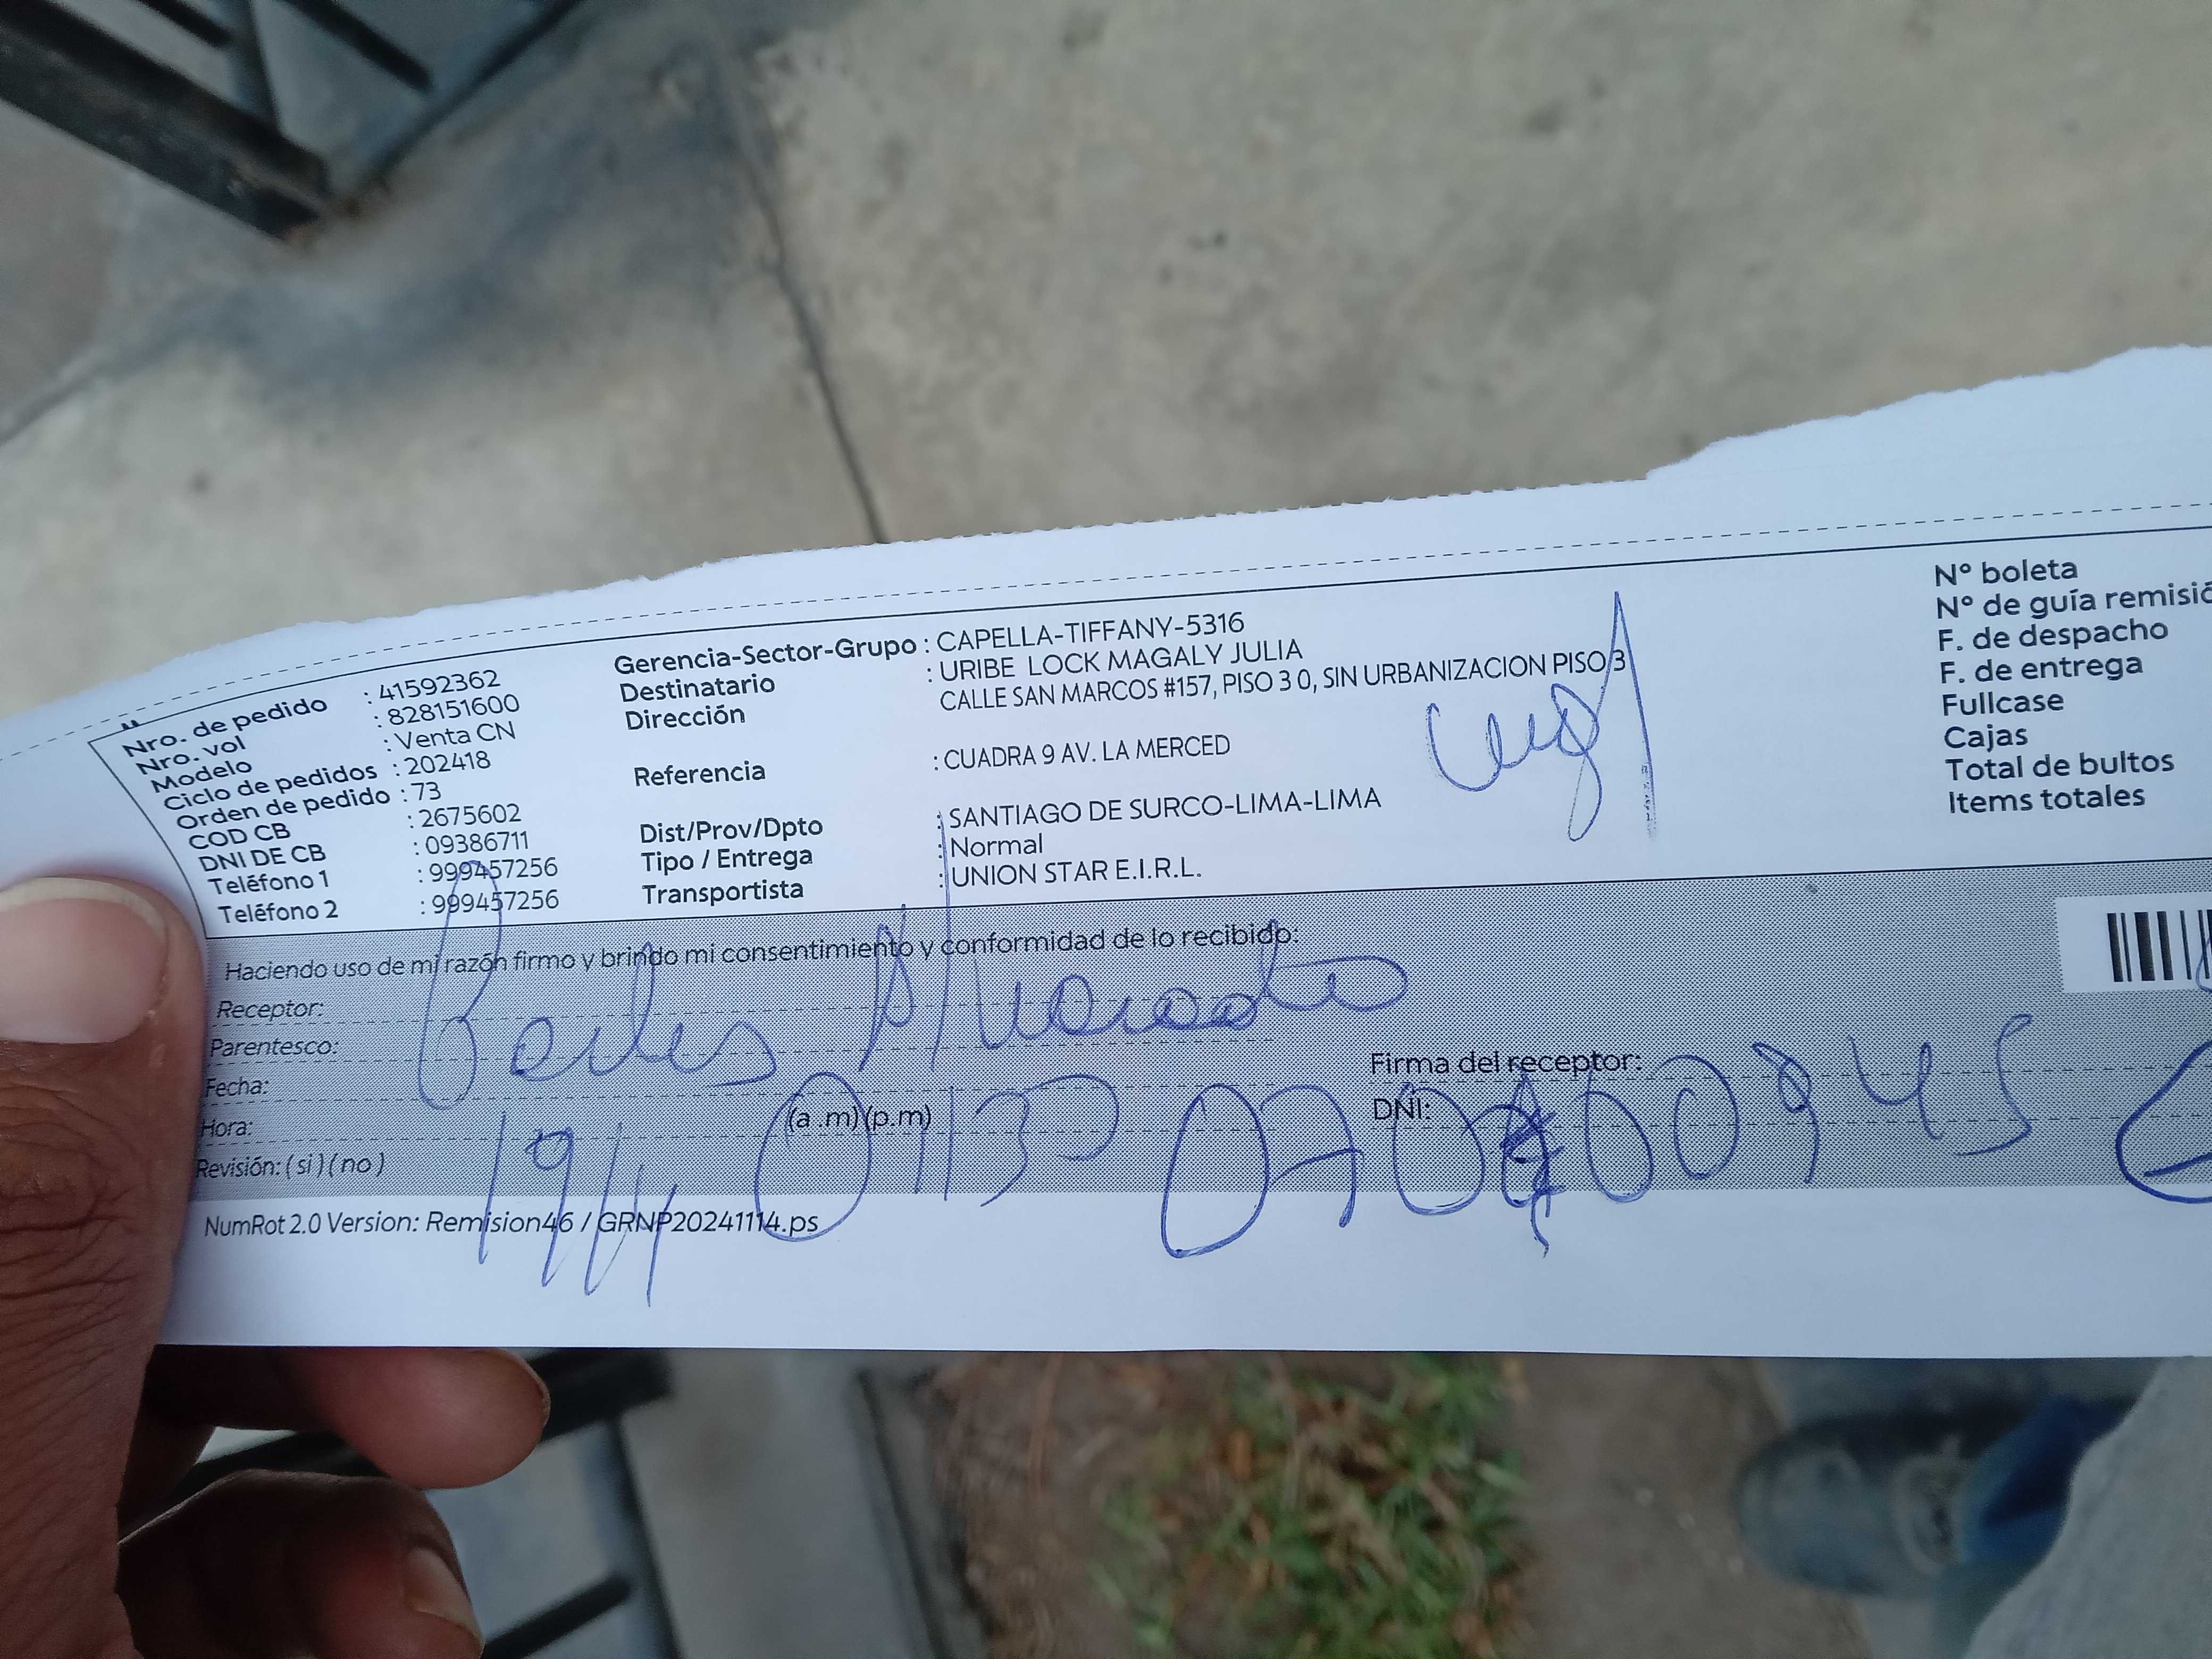 Nro. de pedido : 41592362
Nro. vol : 828151600
Modelo : Venta CN
Ciclo de pedidos : 202418
Orden de pedido : 73
COD CB : 2675602
DNI DE CB : 09386711
Teléfono 1 : 999457256
Teléfono 2 : 999457256
Gerencia-Sector-Grupo : CAPELLA-TIFFANY-5316
Destinatario : URIBE LOCK MAGALY JULIA
Dirección CALLE SAN MARCOS #157, PISO 3 0, SIN URBANIZACION PISO 3
Referencia : CUADRA 9 AV. LA MERCED
Dist/Prov/Dpto : SANTIAGO DE SURCO-LIMA-LIMA
Tipo / Entrega : Normal
Transportista : UNION STAR E.I.R.L.
Nº boleta
Nº de guía remisió
F. de despacho
F. de entrega
Fullcase
Cajas
Total de bultos
Items totales
Haciendo uso de mi razón firmo y brindo mi consentimiento y conformidad de lo recibido:
Receptor:
Parentesco:
Fecha:
Hora: (a .m)(p.m)
Revisión: ( si ) ( no )
Firma del receptor:
DNI:
NumRot 2.0 Version: Remision46 / GRNP20241114.ps